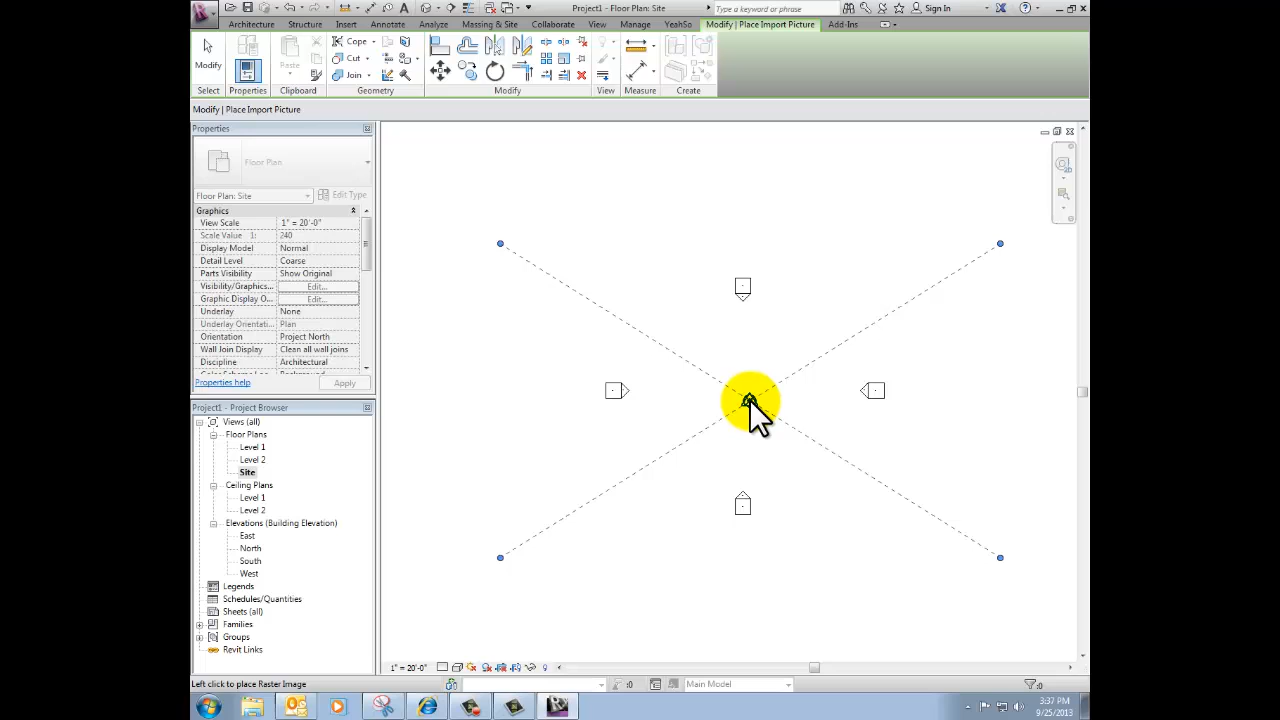 Project1 - Floor Plan: Site
Type a keyword or phrase
Sign In
Architecture
Structure
Insert
Annotate
Analyze
Massing & Site
Collaborate
View
Manage
YeahSo
Modify | Place Import Picture
Add-Ins
Modify
Paste
Cope
Cut
Join
Select
Properties
Clipboard
Geometry
Modify
View
Measure
Create
Modify | Place Import Picture
Properties
Floor Plan
Floor Plan: Site
Edit Type
Graphics
View Scale
1" = 20'-0"
Scale Value 1:
240
Display Model
Normal
Detail Level
Coarse
Parts Visibility
Show Original
Visibility/Graphics...
Edit...
Graphic Display O...
Edit...
Underlay
None
Underlay Orientati...
Plan
Orientation
Project North
Wall Join Display
Clean all wall joins
Discipline
Architectural
Properties help
Apply
Project1 - Project Browser
Views (all)
Floor Plans
Level 1
Level 2
Site
Ceiling Plans
Level 1
Level 2
Elevations (Building Elevation)
East
North
South
West
Legends
Schedules/Quantities
Sheets (all)
Families
Groups
Revit Links
1" = 20'-0"
Left click to place Raster Image
:0
Main Model
:0
3:37 PM
9/25/2013